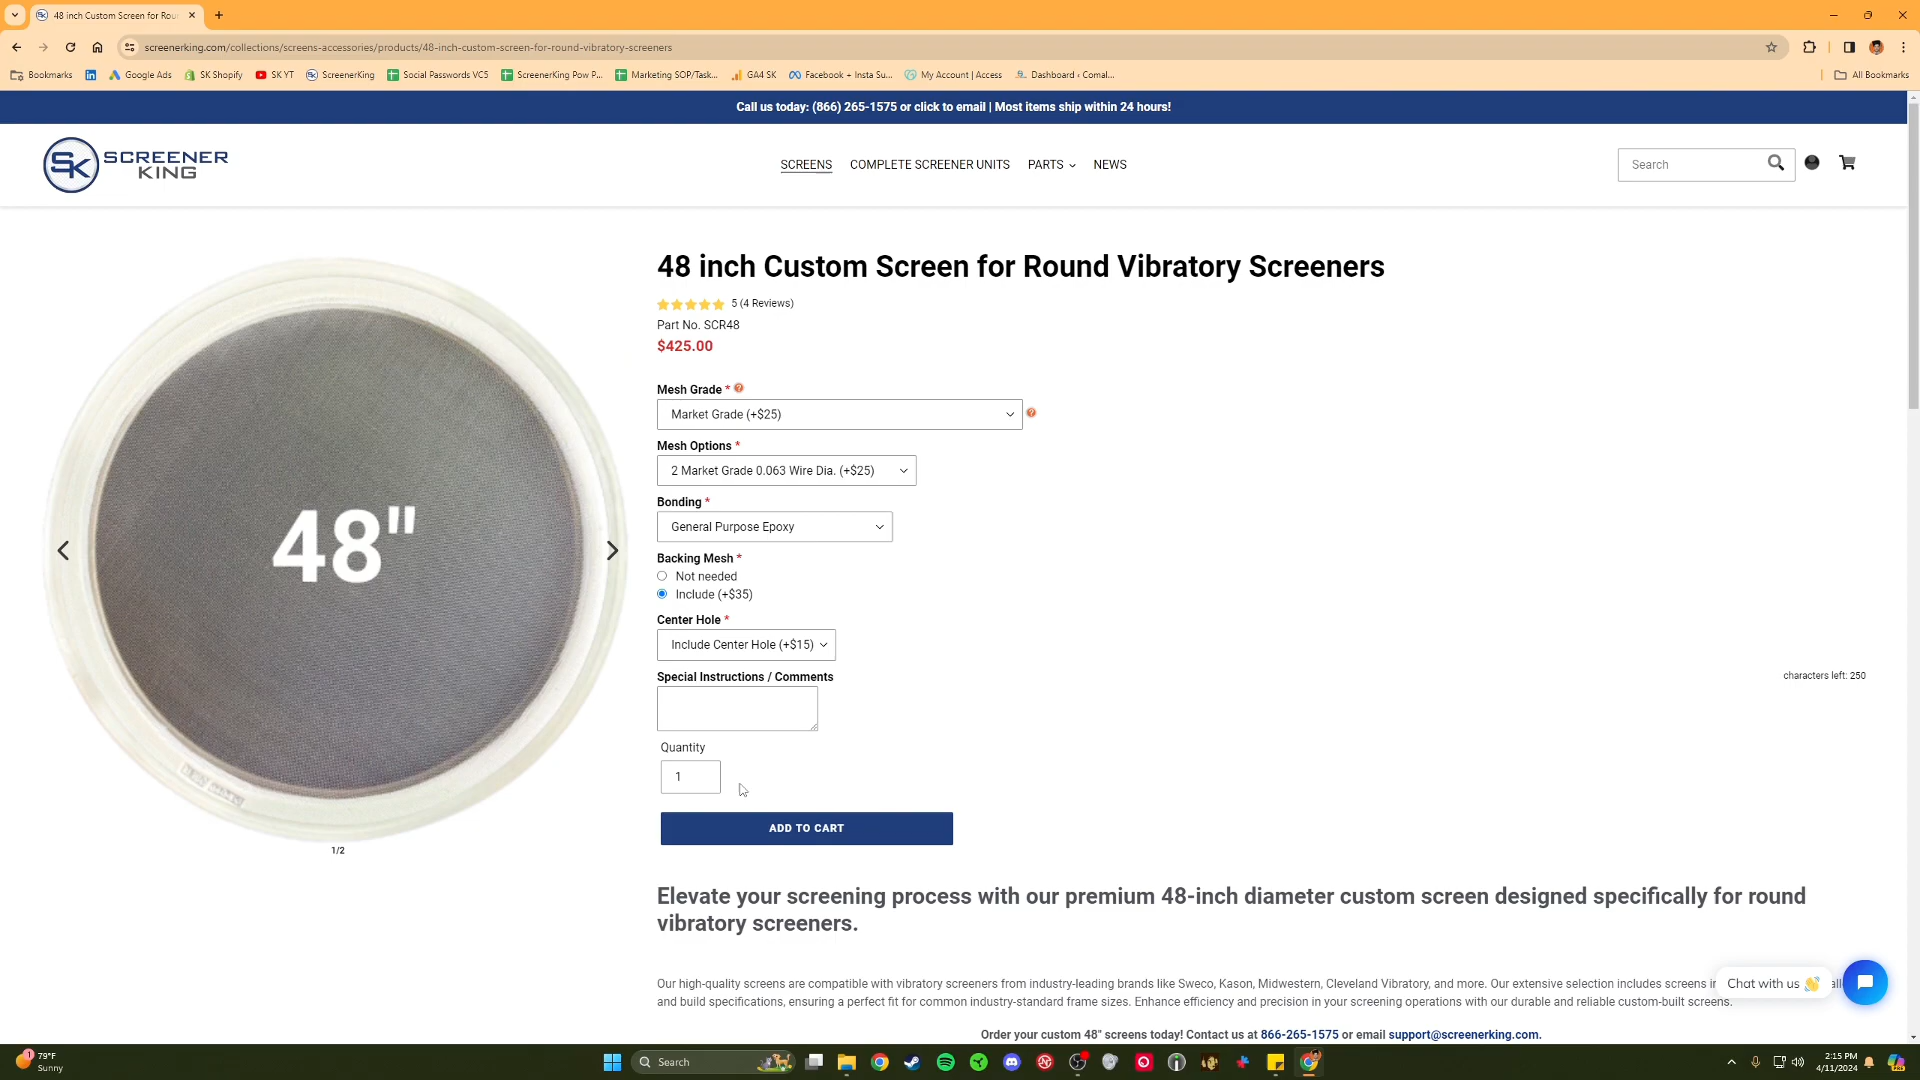 48 inch Custom Screen for Rou
screenerking.com/collections/screens-accessories/products/48-inch-custom-screen-for-round-vibratory-screeners
Bookmarks
Google Ads
SK Shopify
SK YT
ScreenerKing
Social Passwords VC5
ScreenerKing Pow P...
Marketing SOP/Task...
GA4 SK
Facebook + Insta Su...
My Account | Access
Dashboard ‹ Comal...
All Bookmarks
Call us today: (866) 265-1575 or click to email | Most items ship within 24 hours!
SK SCREENER
KING
SCREENS
COMPLETE SCREENER UNITS
PARTS
NEWS
Search
48"
1/2
48 inch Custom Screen for Round Vibratory Screeners
5 (4 Reviews)
Part No. SCR48
$425.00
Mesh Grade *
Market Grade (+$25)
Mesh Options *
2 Market Grade 0.063 Wire Dia. (+$25)
Bonding *
General Purpose Epoxy
Backing Mesh *
Not needed
Include (+$35)
Center Hole *
Include Center Hole (+$15)
Special Instructions / Comments
characters left: 250
Quantity
1
ADD TO CART
Elevate your screening process with our premium 48-inch diameter custom screen designed specifically for round
vibratory screeners.
Our high-quality screens are compatible with vibratory screeners from industry-leading brands like Sweco, Kason, Midwestern, Cleveland Vibratory, and more. Our extensive selection includes screens in
and build specifications, ensuring a perfect fit for common industry-standard frame sizes. Enhance efficiency and precision in your screening operations with our durable and reliable custom-built screens.
Order your custom 48" screens today! Contact us at 866-265-1575 or email support@screenerking.com.
Chat with us 👋
1
79°F
Sunny
Search
2:15 PM
4/11/2024